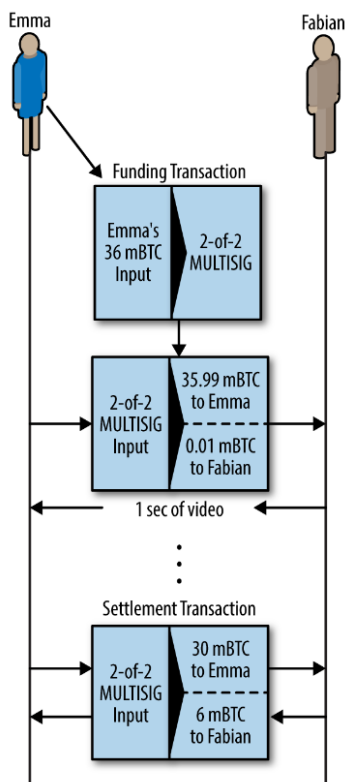 Emma
Fabian
Funding Transaction
Emma's
36 mBTC
Input
2-of-2
MULTISIG
2-of-2
MULTISIG
Input
35.99 mBTC
to Emma
0.01 mBTC
to Fabian
1 sec of video
Settlement Transaction
2-of-2
MULTISIG
Input
30 mBTC
to Emma
6 mBTC
to Fabian